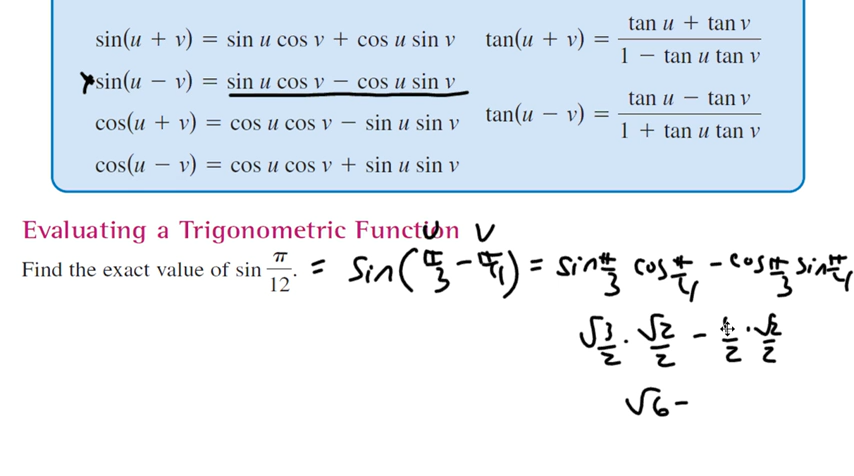 sin(u + v) = sin u cos v + cos u sin v
tan(u + v) = (tan u + tan v)/(1 − tan u tan v)
sin(u − v) = sin u cos v − cos u sin v
cos(u + v) = cos u cos v − sin u sin v
tan(u − v) = (tan u − tan v)/(1 + tan u tan v)
cos(u − v) = cos u cos v + sin u sin v
Evaluating a Trigonometric Function
U V
Find the exact value of sin π/12. = sin(π/3 − π/4) = sin π/3 cos π/4 − cos π/3 sin π/4
√3/2 · √2/2 − 1/2 · √2/2
√6 −